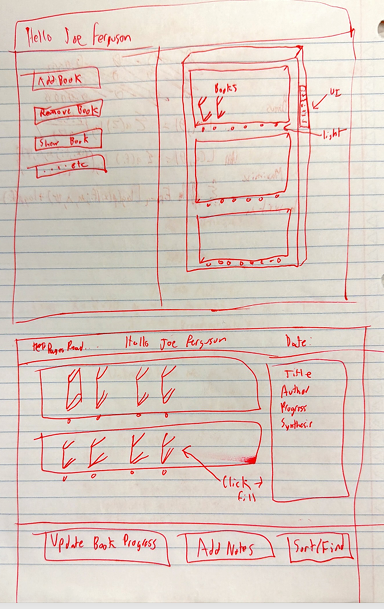 Hello Joe Ferguson
Add Book
Remove Book
Show Book
....etc
Books
UI
light
Pages Read
Hello Joe Ferguson
Date:
Title
Author
Progress
Synthesis
Click →
fill
Update Book Progress
Add Notes
Sort/Find